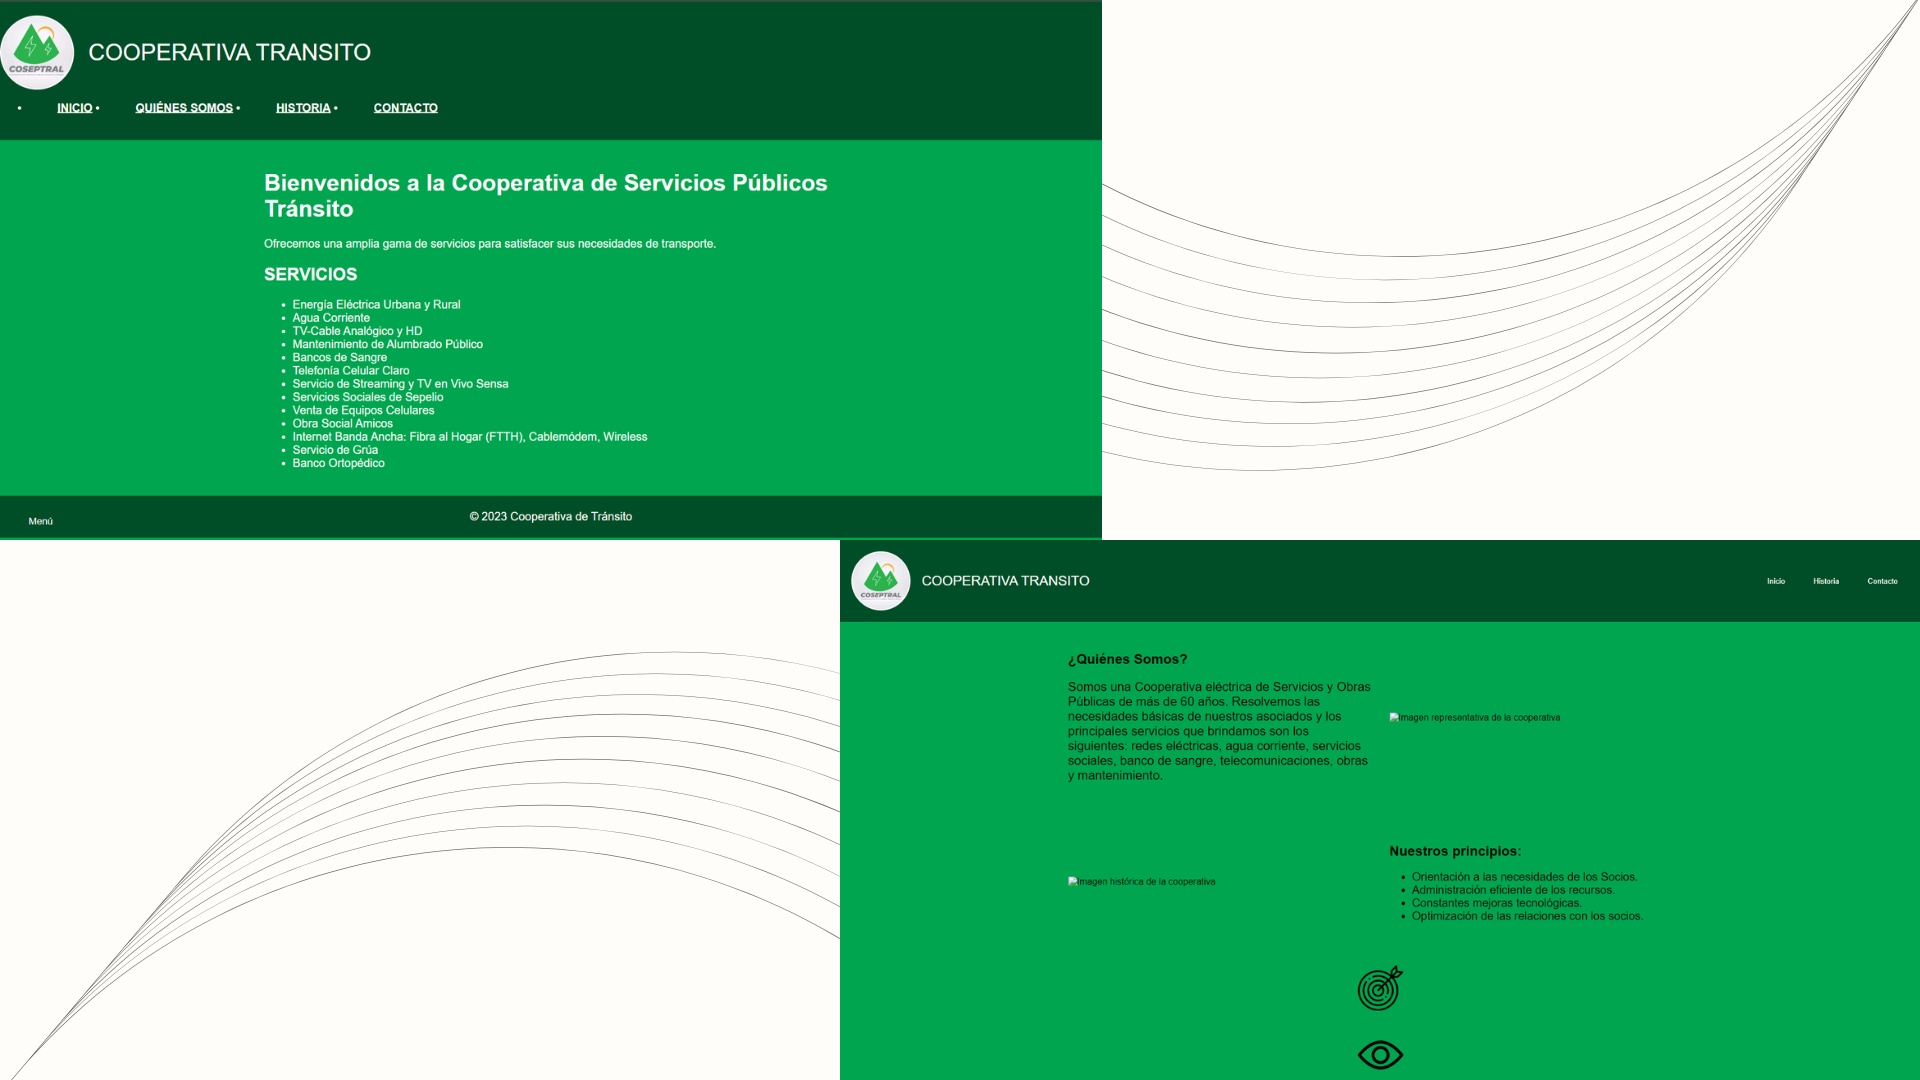 COSEPTRAL
COOPERATIVA TRANSITO
• INICIO • QUIÉNES SOMOS • HISTORIA • CONTACTO
Bienvenidos a la Cooperativa de Servicios Públicos
Tránsito
Ofrecemos una amplia gama de servicios para satisfacer sus necesidades de transporte.
SERVICIOS
• Energía Eléctrica Urbana y Rural
• Agua Corriente
• TV-Cable Analógico y HD
• Mantenimiento de Alumbrado Público
• Bancos de Sangre
• Telefonía Celular Claro
• Servicio de Streaming y TV en Vivo Sensa
• Servicios Sociales de Sepelio
• Venta de Equipos Celulares
• Obra Social Amicos
• Internet Banda Ancha: Fibra al Hogar (FTTH), Cablemódem, Wireless
• Servicio de Grúa
• Banco Ortopédico
Menú
© 2023 Cooperativa de Tránsito
COSEPTRAL
COOPERATIVA TRANSITO
Inicio Historia Contacto
¿Quiénes Somos?
Somos una Cooperativa eléctrica de Servicios y Obras
Públicas de más de 60 años. Resolvemos las
necesidades básicas de nuestros asociados y los
principales servicios que brindamos son los
siguientes: redes eléctricas, agua corriente, servicios
sociales, banco de sangre, telecomunicaciones, obras
y mantenimiento.
Imagen representativa de la cooperativa
Imagen histórica de la cooperativa
Nuestros principios:
• Orientación a las necesidades de los Socios.
• Administración eficiente de los recursos.
• Constantes mejoras tecnológicas.
• Optimización de las relaciones con los socios.